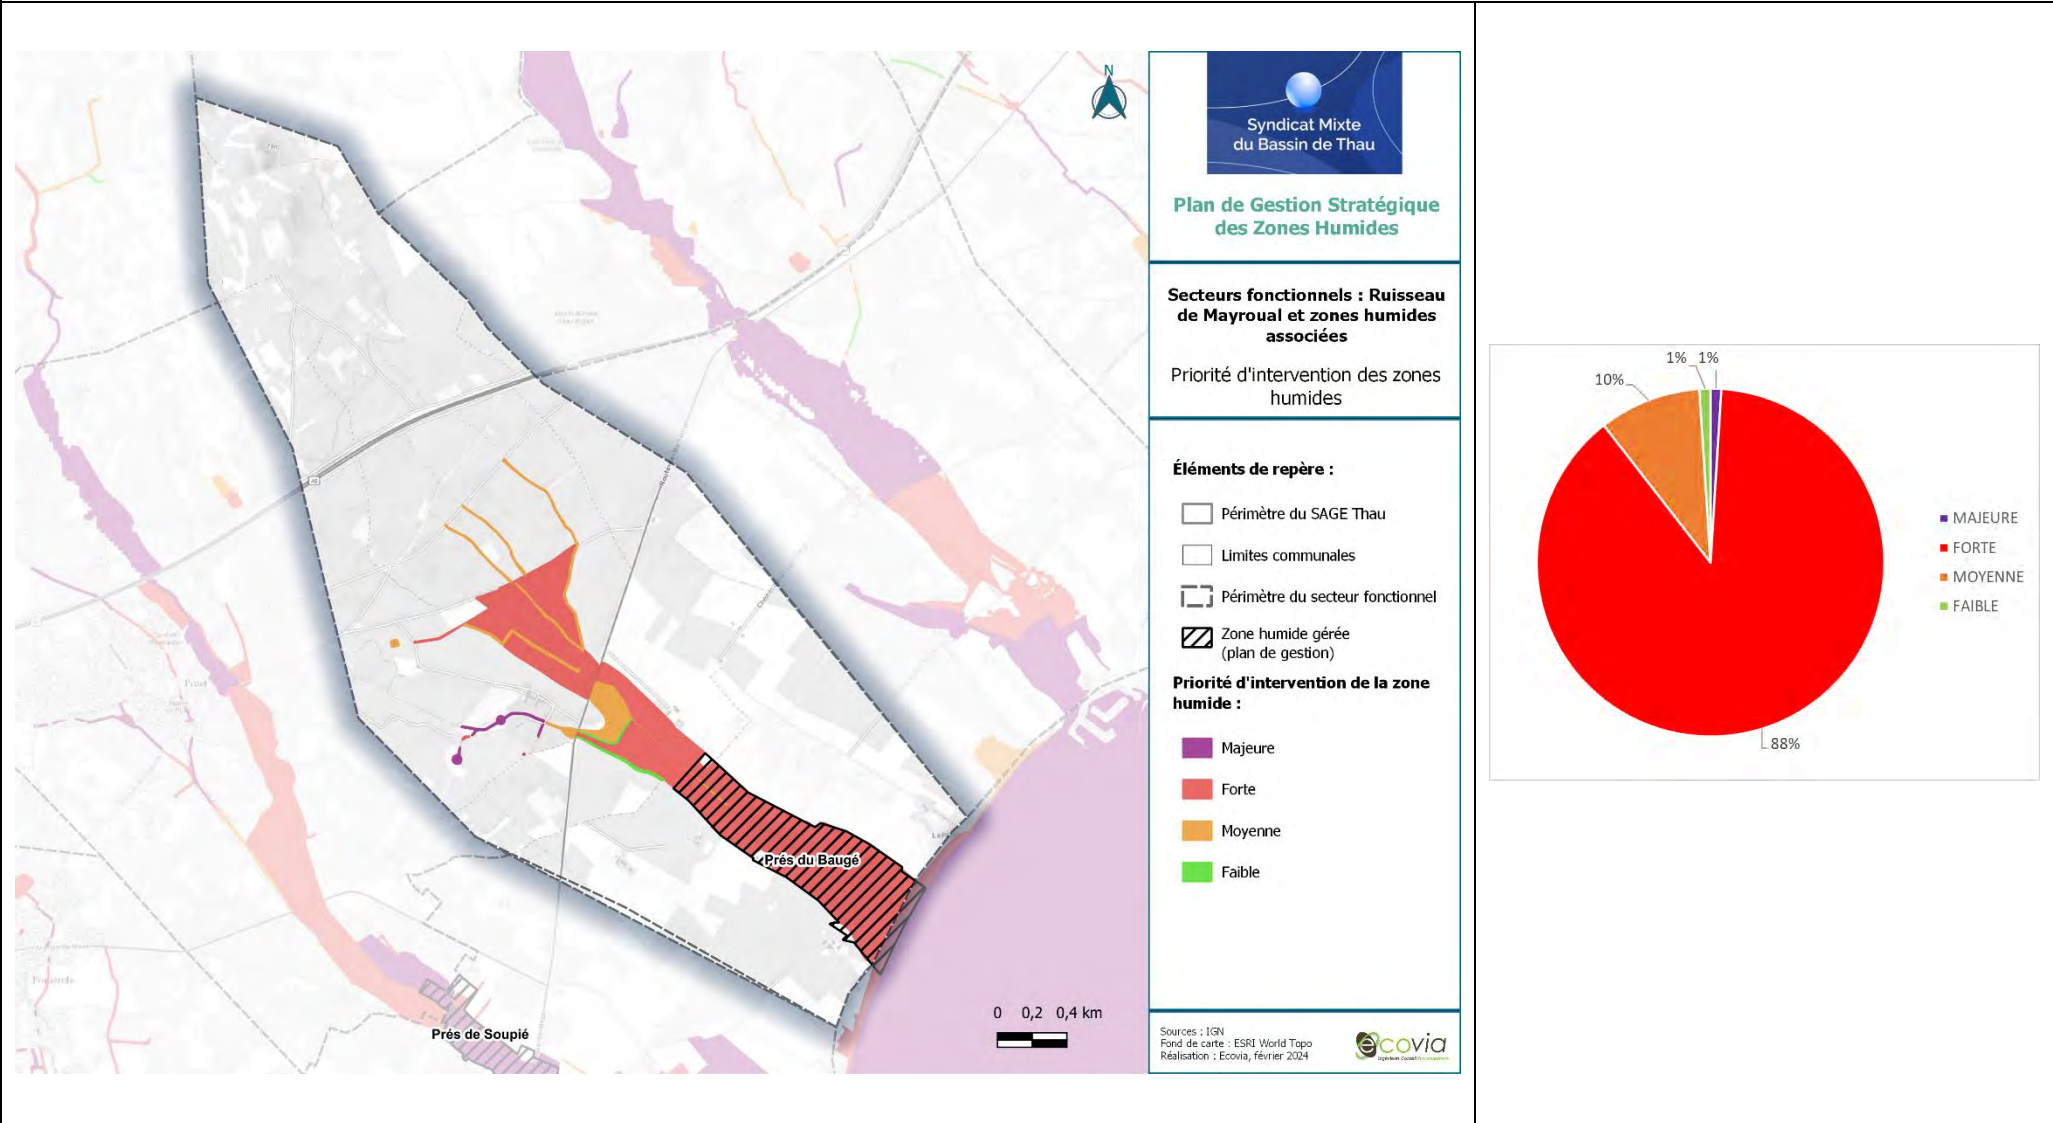 N
Syndicat Mixte
du Bassin de Thau
Plan de Gestion Stratégique
des Zones Humides
Secteurs fonctionnels : Ruisseau
de Mayroual et zones humides
associées
Priorité d'intervention des zones
humides
Éléments de repère :
Périmètre du SAGE Thau
Limites communales
Périmètre du secteur fonctionnel
Zone humide gérée
(plan de gestion)
Priorité d'intervention de la zone
humide :
Majeure
Forte
Moyenne
Faible
Sources : IGN
Fond de carte : ESRI World Topo
Réalisation : Ecovia, février 2024
ecovia
Prés du Baugé
Prés de Soupié
Pinet
0 0,2 0,4 km
1% 1%
10%
88%
MAJEURE
FORTE
MOYENNE
FAIBLE